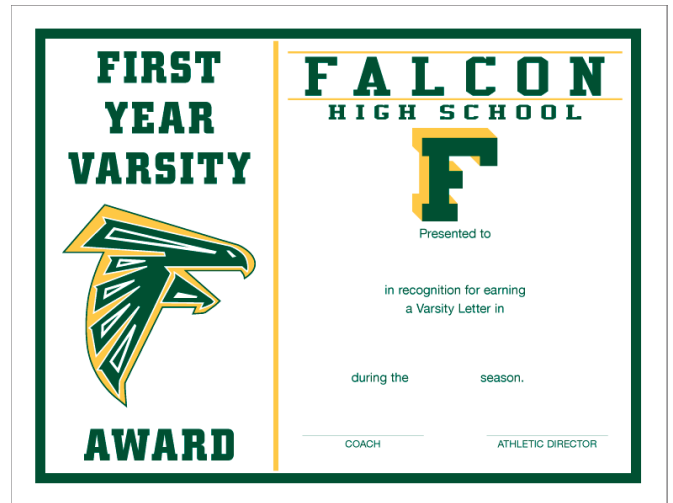 FIRST
YEAR
VARSITY
AWARD
FALCON
HIGH SCHOOL
F
Presented to
in recognition for earning
a Varsity Letter in
during the season.
COACH ATHLETIC DIRECTOR